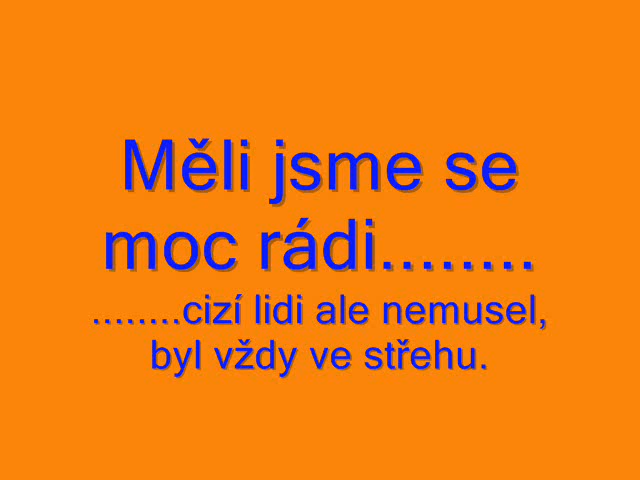 Měli jsme se
moc rádi........
........cizí lidi ale nemusel,
byl vždy ve střehu.